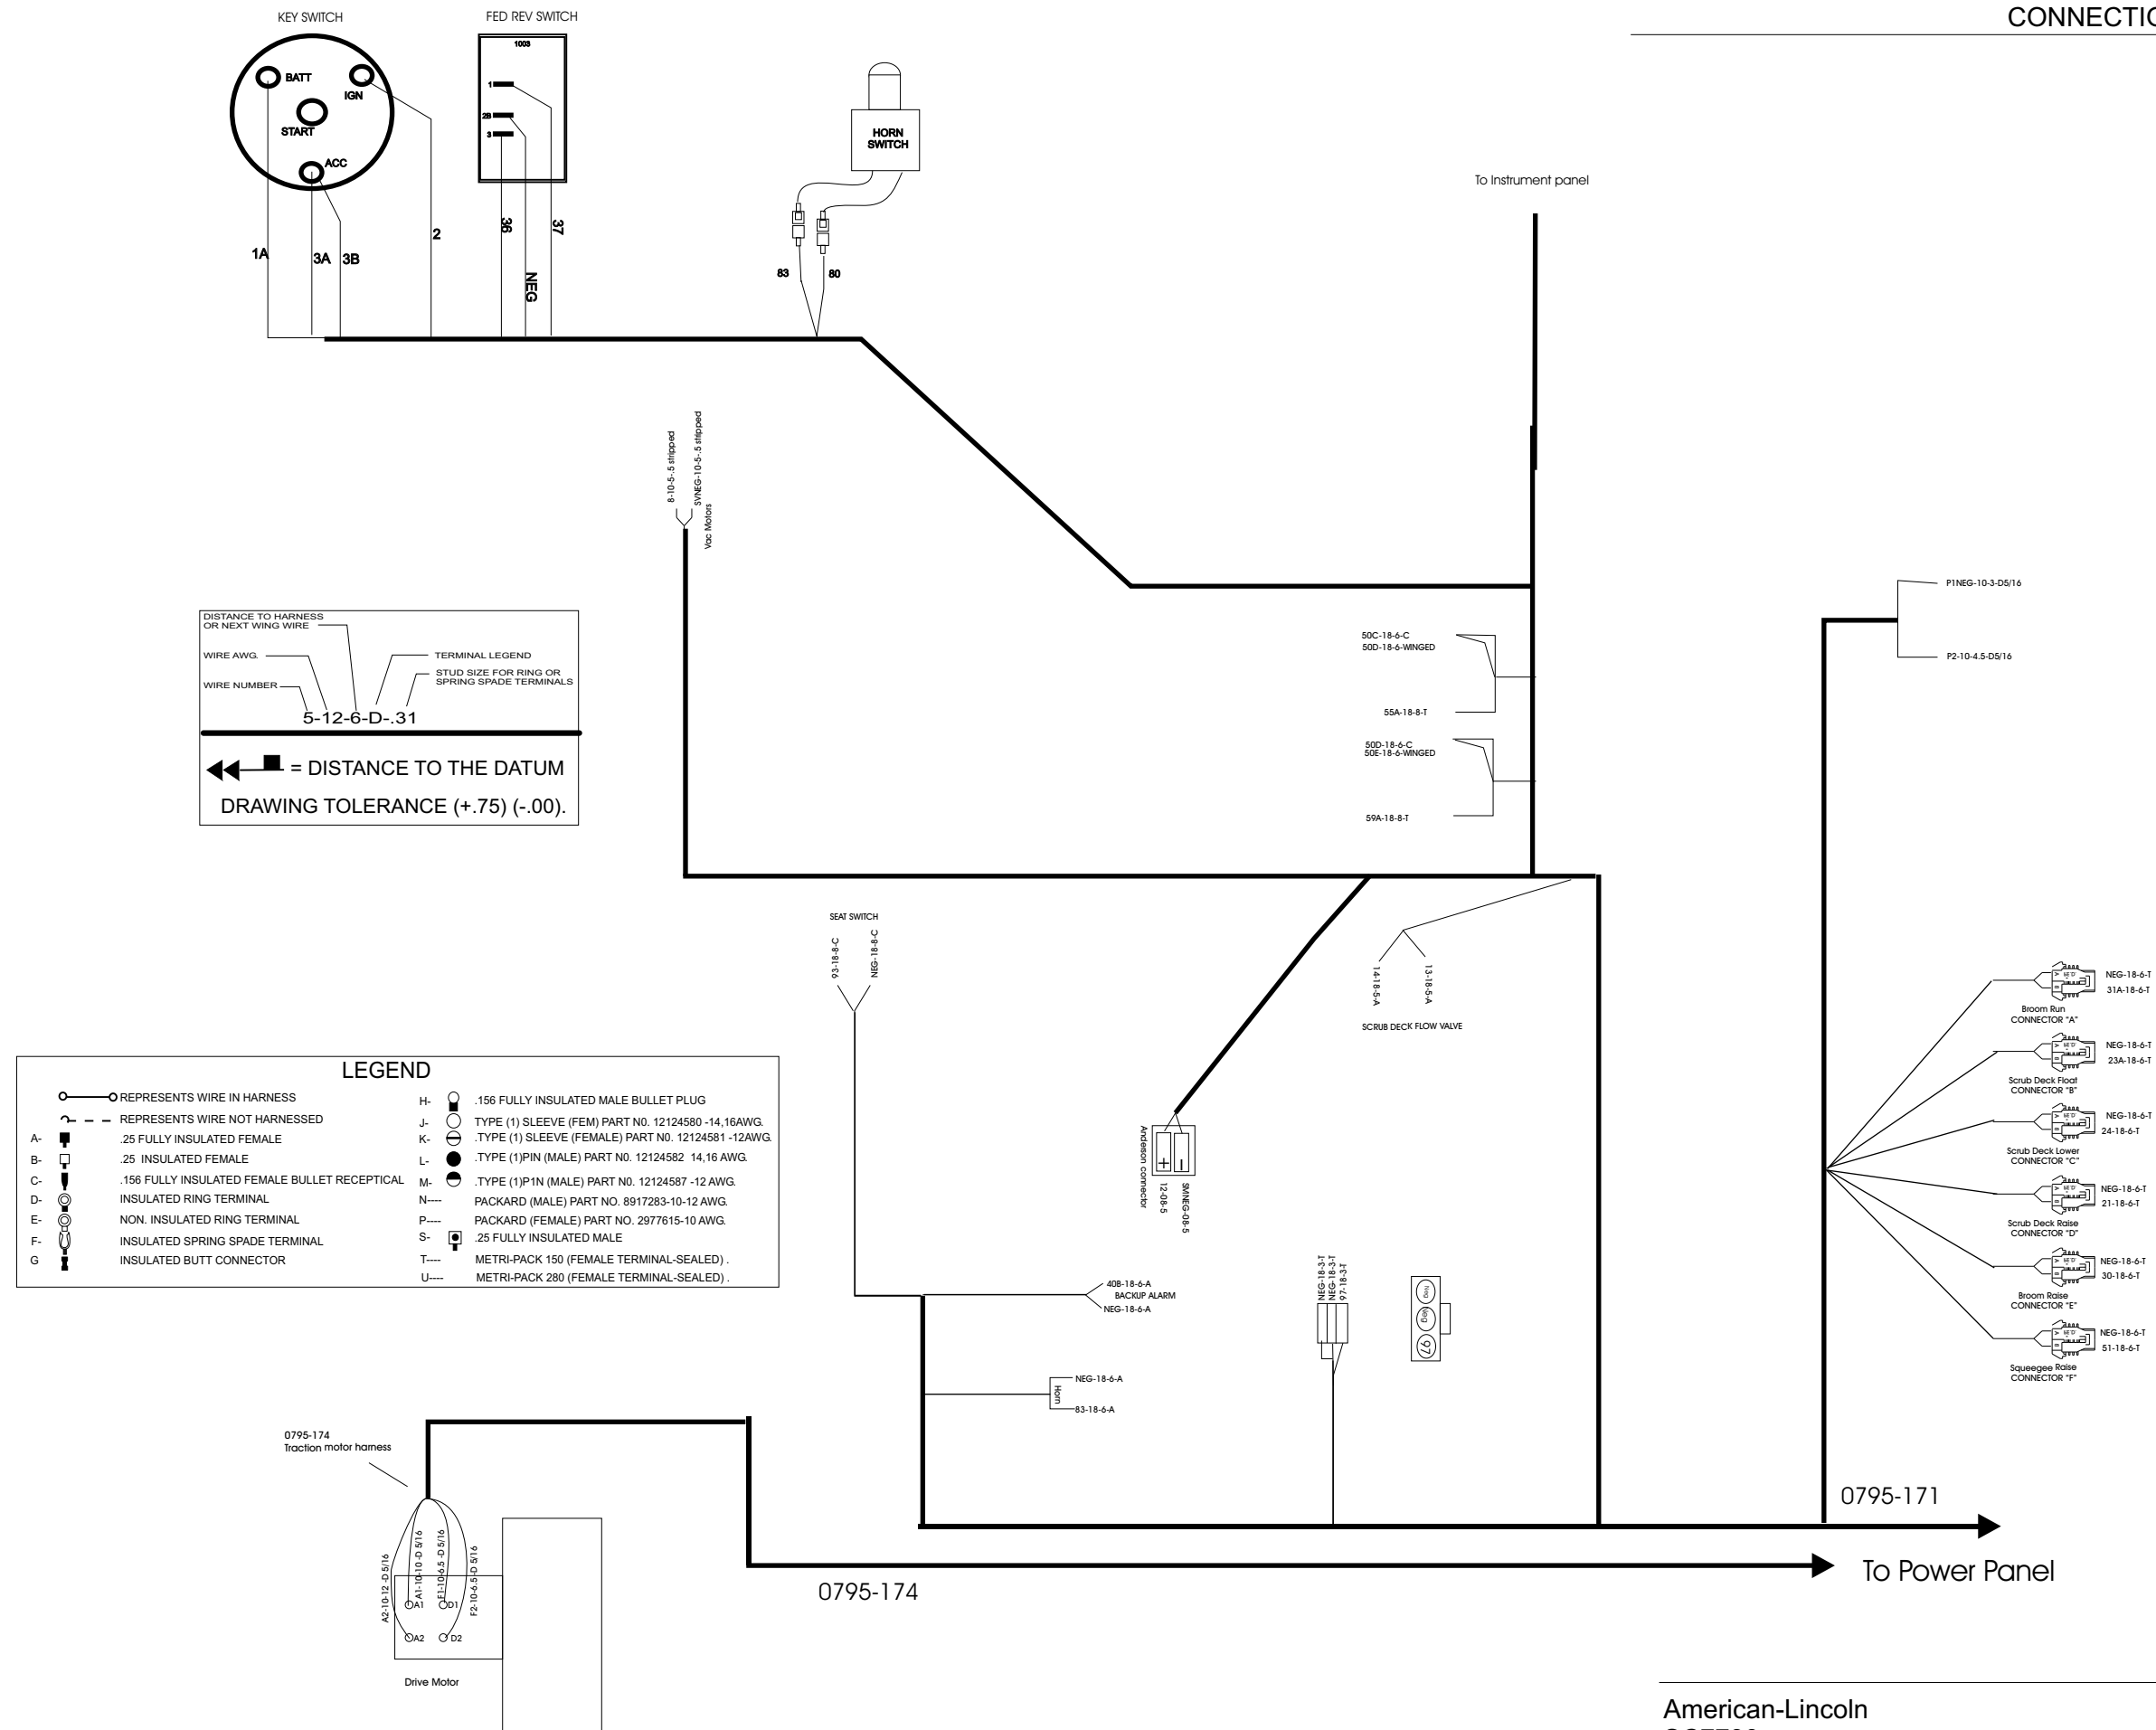 CONNECTIO
KEY SWITCH
FED REV SWITCH
BATT
IGN
START
ACC
1A
3A
3B
2
1003
1
2B
3
36
NEG
37
HORN
SWITCH
83
80
To Instrument panel
8-10-5-.5 stripped
SVNEG-10-5-.5 stripped
Vac Motors
DISTANCE TO HARNESS
OR NEXT WING WIRE
WIRE AWG.
WIRE NUMBER
TERMINAL LEGEND
STUD SIZE FOR RING OR
SPRING SPADE TERMINALS
5-12-6-D-.31
= DISTANCE TO THE DATUM
DRAWING TOLERANCE (+.75) (-.00).
50C-18-6-C
50D-18-6-WINGED
55A-18-8-T
50D-18-6-C
50E-18-6-WINGED
59A-18-8-T
P1NEG-10-3-D5/16
P2-10-4.5-D5/16
SEAT SWITCH
93-18-8-C
NEG-18-8-C
14-18-5-A
13-18-5-A
SCRUB DECK FLOW VALVE
NEG-18-6-T
31A-18-6-T
Broom Run
CONNECTOR "A"
NEG-18-6-T
23A-18-6-T
Scrub Deck Float
CONNECTOR "B"
NEG-18-6-T
24-18-6-T
Scrub Deck Lower
CONNECTOR "C"
NEG-18-6-T
21-18-6-T
Scrub Deck Raise
CONNECTOR "D"
NEG-18-6-T
30-18-6-T
Broom Raise
CONNECTOR "E"
NEG-18-6-T
51-18-6-T
Squeegee Raise
CONNECTOR "F"
LEGEND
REPRESENTS WIRE IN HARNESS
REPRESENTS WIRE NOT HARNESSED
A- .25 FULLY INSULATED FEMALE
B- .25 INSULATED FEMALE
C- .156 FULLY INSULATED FEMALE BULLET RECEPTICAL
D- INSULATED RING TERMINAL
E- NON. INSULATED RING TERMINAL
F- INSULATED SPRING SPADE TERMINAL
G INSULATED BUTT CONNECTOR
H- .156 FULLY INSULATED MALE BULLET PLUG
J- TYPE (1) SLEEVE (FEM) PART N0. 12124580 -14,16AWG.
K- .TYPE (1) SLEEVE (FEMALE) PART N0. 12124581 -12AWG.
L- .TYPE (1)PIN (MALE) PART N0. 12124582 14,16 AWG.
M- .TYPE (1)P1N (MALE) PART N0. 12124587 -12 AWG.
N---- PACKARD (MALE) PART NO. 8917283-10-12 AWG.
P---- PACKARD (FEMALE) PART NO. 2977615-10 AWG.
S- .25 FULLY INSULATED MALE
T---- METRI-PACK 150 (FEMALE TERMINAL-SEALED) .
U---- METRI-PACK 280 (FEMALE TERMINAL-SEALED) .
Anderson connector
+
−
12-08-5
SMNEG-08-5
40B-18-6-A
BACKUP ALARM
NEG-18-6-A
NEG-18-3-T
NEG-18-3-T
97-18-3-T
Neg
Neg
97
NEG-18-6-A
Horn
83-18-6-A
0795-174
Traction motor harness
A2-10-12 -D 5/16
A1-10-10 -D 5/16
F1-10-6.5 -D 5/16
F2-10-6.5 -D 5/16
A1
D1
A2
D2
Drive Motor
0795-171
0795-174
To Power Panel
American-Lincoln